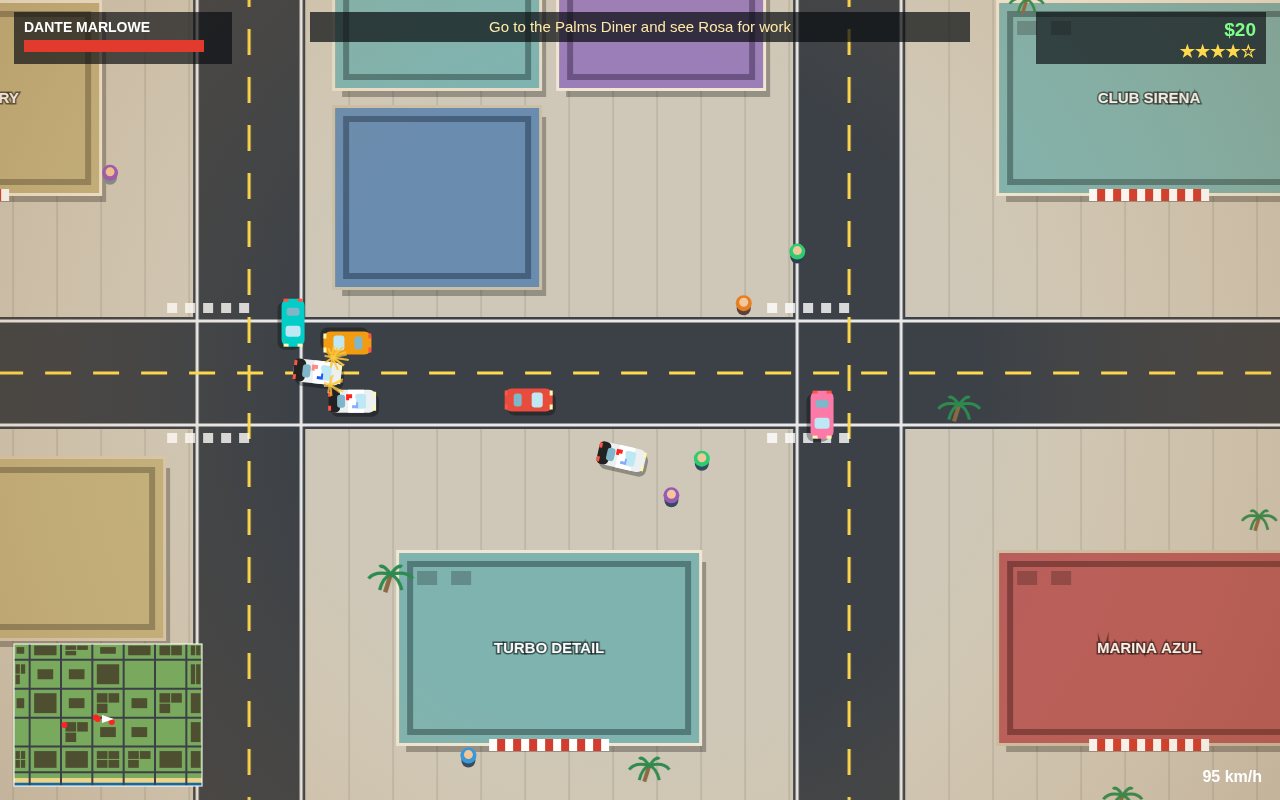 DANTE MARLOWE
Go to the Palms Diner and see Rosa for work
$20
★★★★☆
RY
CLUB SIRENA
TURBO DETAIL
MARINA AZUL
95 km/h